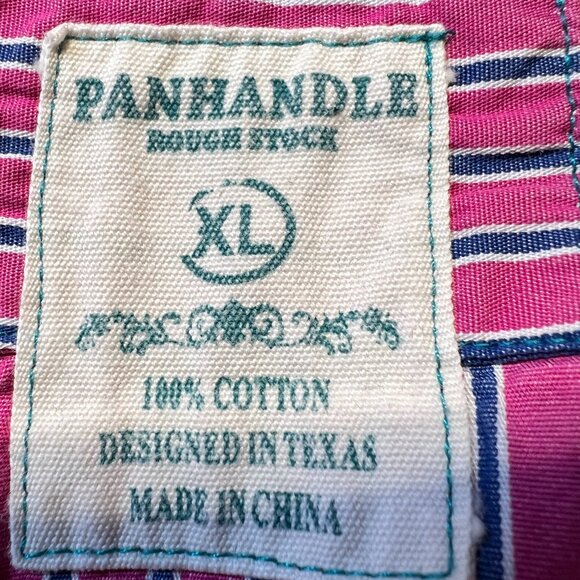 PANHANDLE
ROUGH STOCK
XL
100% COTTON
DESIGNED IN TEXAS
MADE IN CHINA